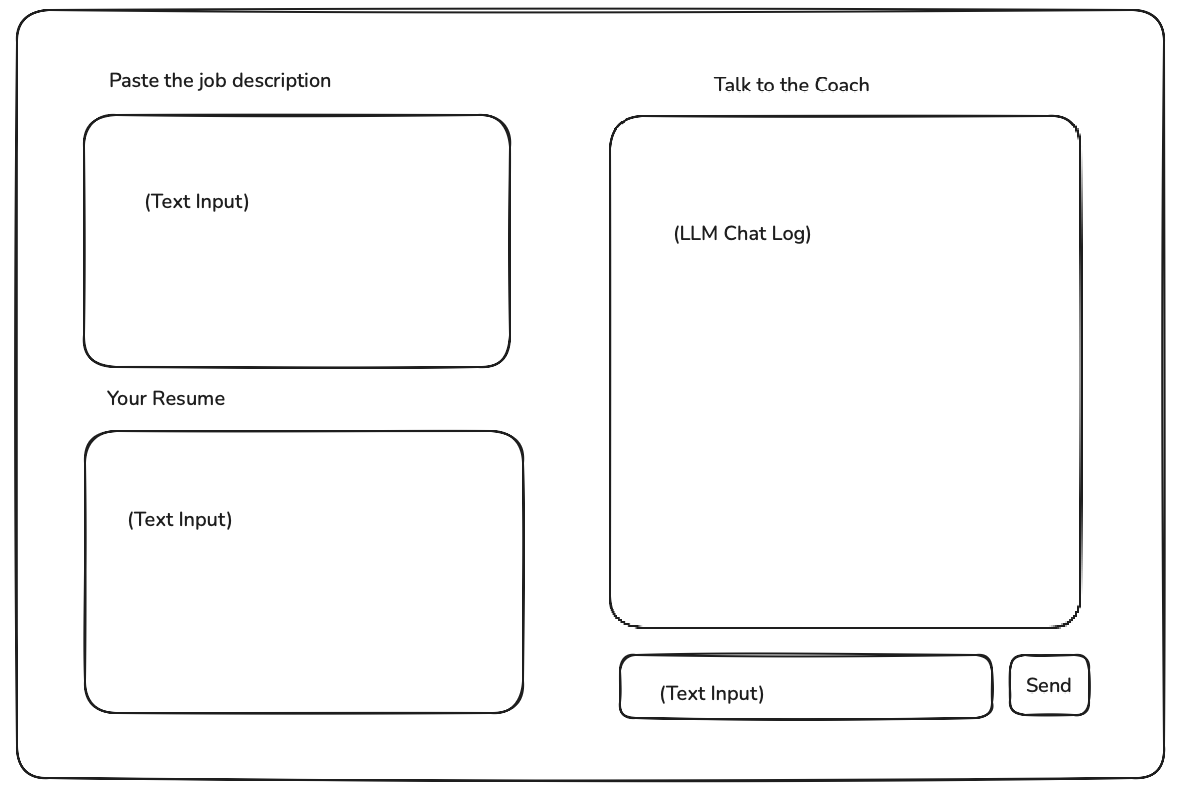 Paste the job description
(Text Input)
Your Resume
(Text Input)
Talk to the Coach
(LLM Chat Log)
(Text Input)
Send